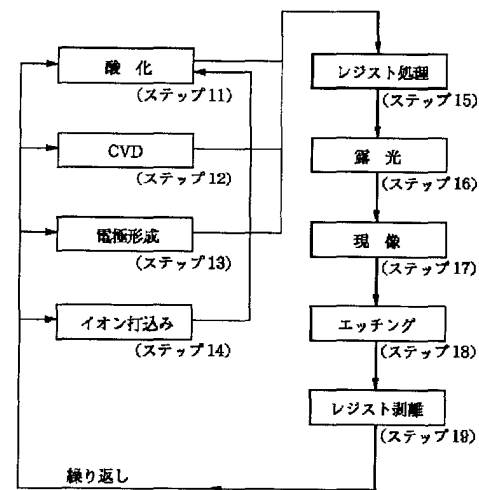 酸化
(ステップ11)
CVD
(ステップ12)
電極形成
(ステップ13)
イオン打込み
(ステップ14)
レジスト処理
(ステップ15)
露光
(ステップ16)
現像
(ステップ17)
エッチング
(ステップ18)
レジスト剥離
(ステップ19)
繰り返し